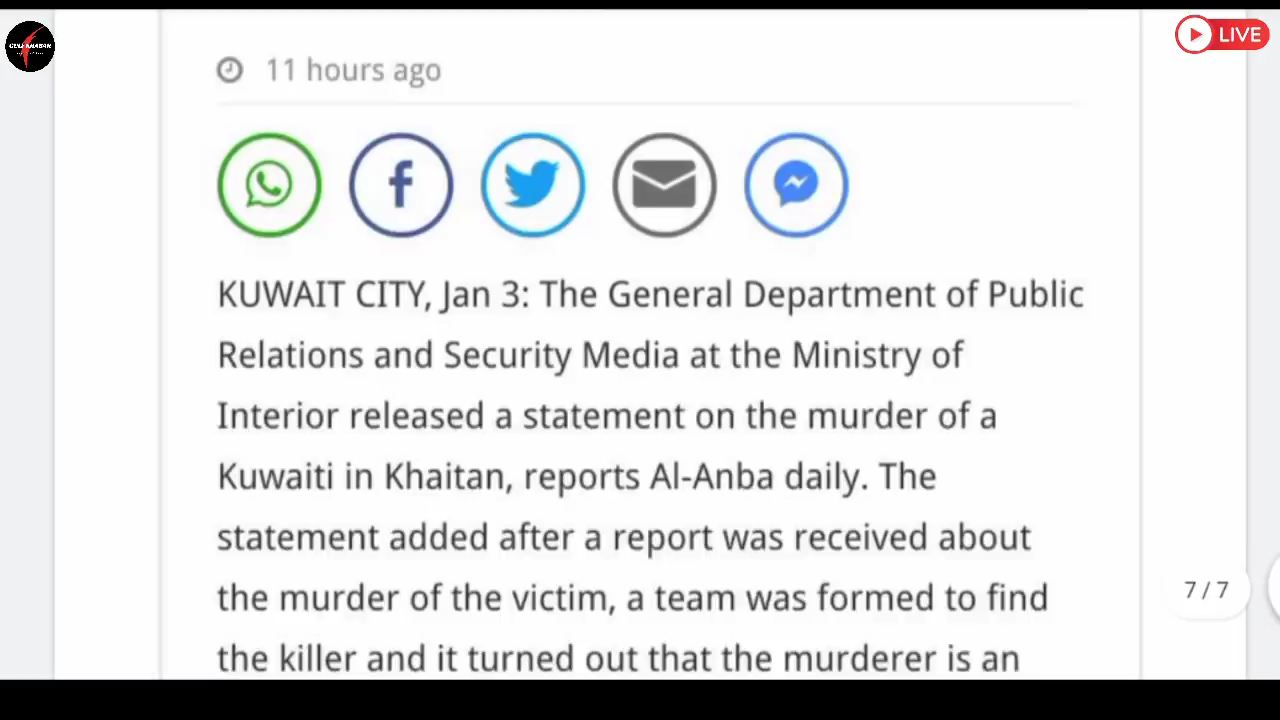 GULF KHABAR
LIVE
11 hours ago
KUWAIT CITY, Jan 3: The General Department of Public
Relations and Security Media at the Ministry of
Interior released a statement on the murder of a
Kuwaiti in Khaitan, reports Al-Anba daily. The
statement added after a report was received about
the murder of the victim, a team was formed to find
the killer and it turned out that the murderer is an
7 / 7